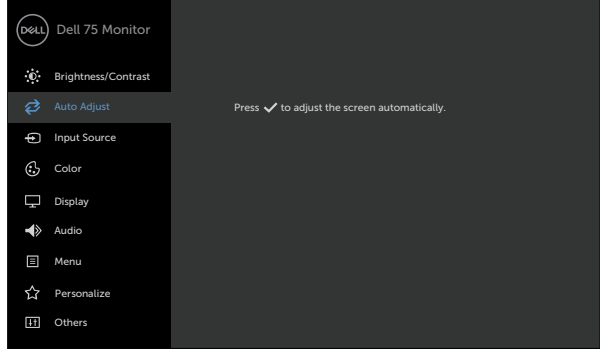 DELL Dell 75 Monitor
Brightness/Contrast
Auto Adjust
Press ✓ to adjust the screen automatically.
Input Source
Color
Display
Audio
Menu
Personalize
Others